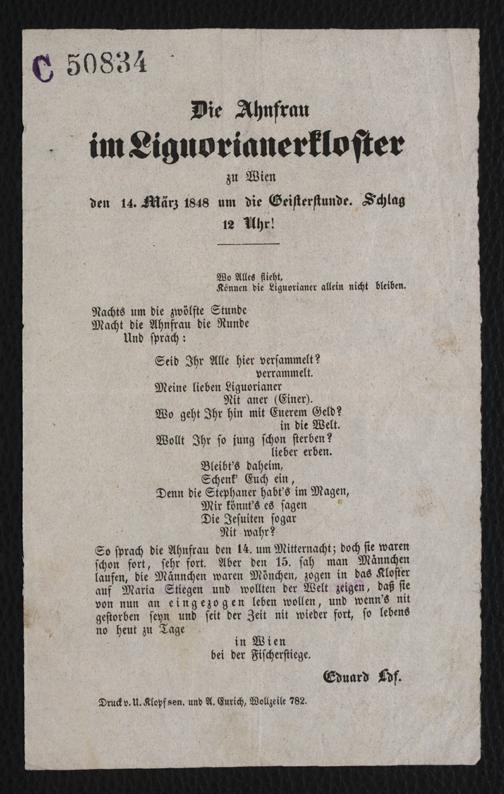 C 50834
Die Ahnfrau
im Liguorianerkloster
zu Wien
den 14. März 1848 um die Geisterstunde. Schlag
12 Uhr!
Wo Alles flieht,
Können die Liguorianer allein nicht bleiben.
Nachts um die zwölfte Stunde
Macht die Ahnfrau die Runde
Und sprach:
Seid Ihr Alle hier versammelt?
verrammelt.
Meine lieben Liguorianer
Nit aner (Einer).
Wo geht Ihr hin mit Euerem Geld?
in die Welt.
Wollt Ihr so jung schon sterben?
lieber erben.
Bleibt's daheim,
Schenk' Euch ein,
Denn die Stephaner habt's im Magen,
Mir könnt's es sagen
Die Jesuiten sogar
Nit wahr?
So sprach die Ahnfrau den 14. um Mitternacht; doch sie waren
schon fort, sehr fort. Aber den 15. sah man Männchen
laufen, die Männchen waren Mönchen, zogen in das Kloster
auf Maria Stiegen und wollten der Welt zeigen, daß sie
von nun an eingezogen leben wollen, und wenn's nit
gestorben seyn und seit der Zeit nit wieder fort, so lebens
no heut zu Tage
in Wien
bei der Fischerstiege.
Eduard Hds.
Druck v. U. Klopf sen. und A. Eurich, Wollzeile 782.